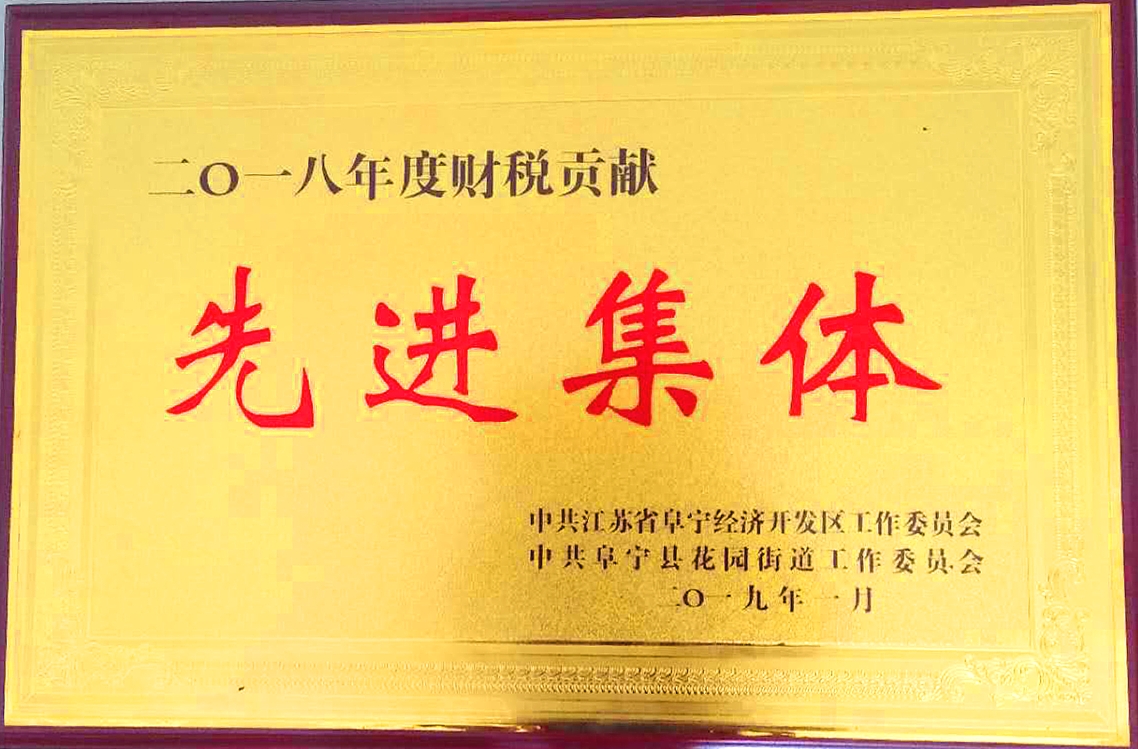 二〇一八年度财税贡献
先进集体
中共江苏省阜宁经济开发区工作委员会
中共阜宁县花园街道工作委员会
二〇一九年一月